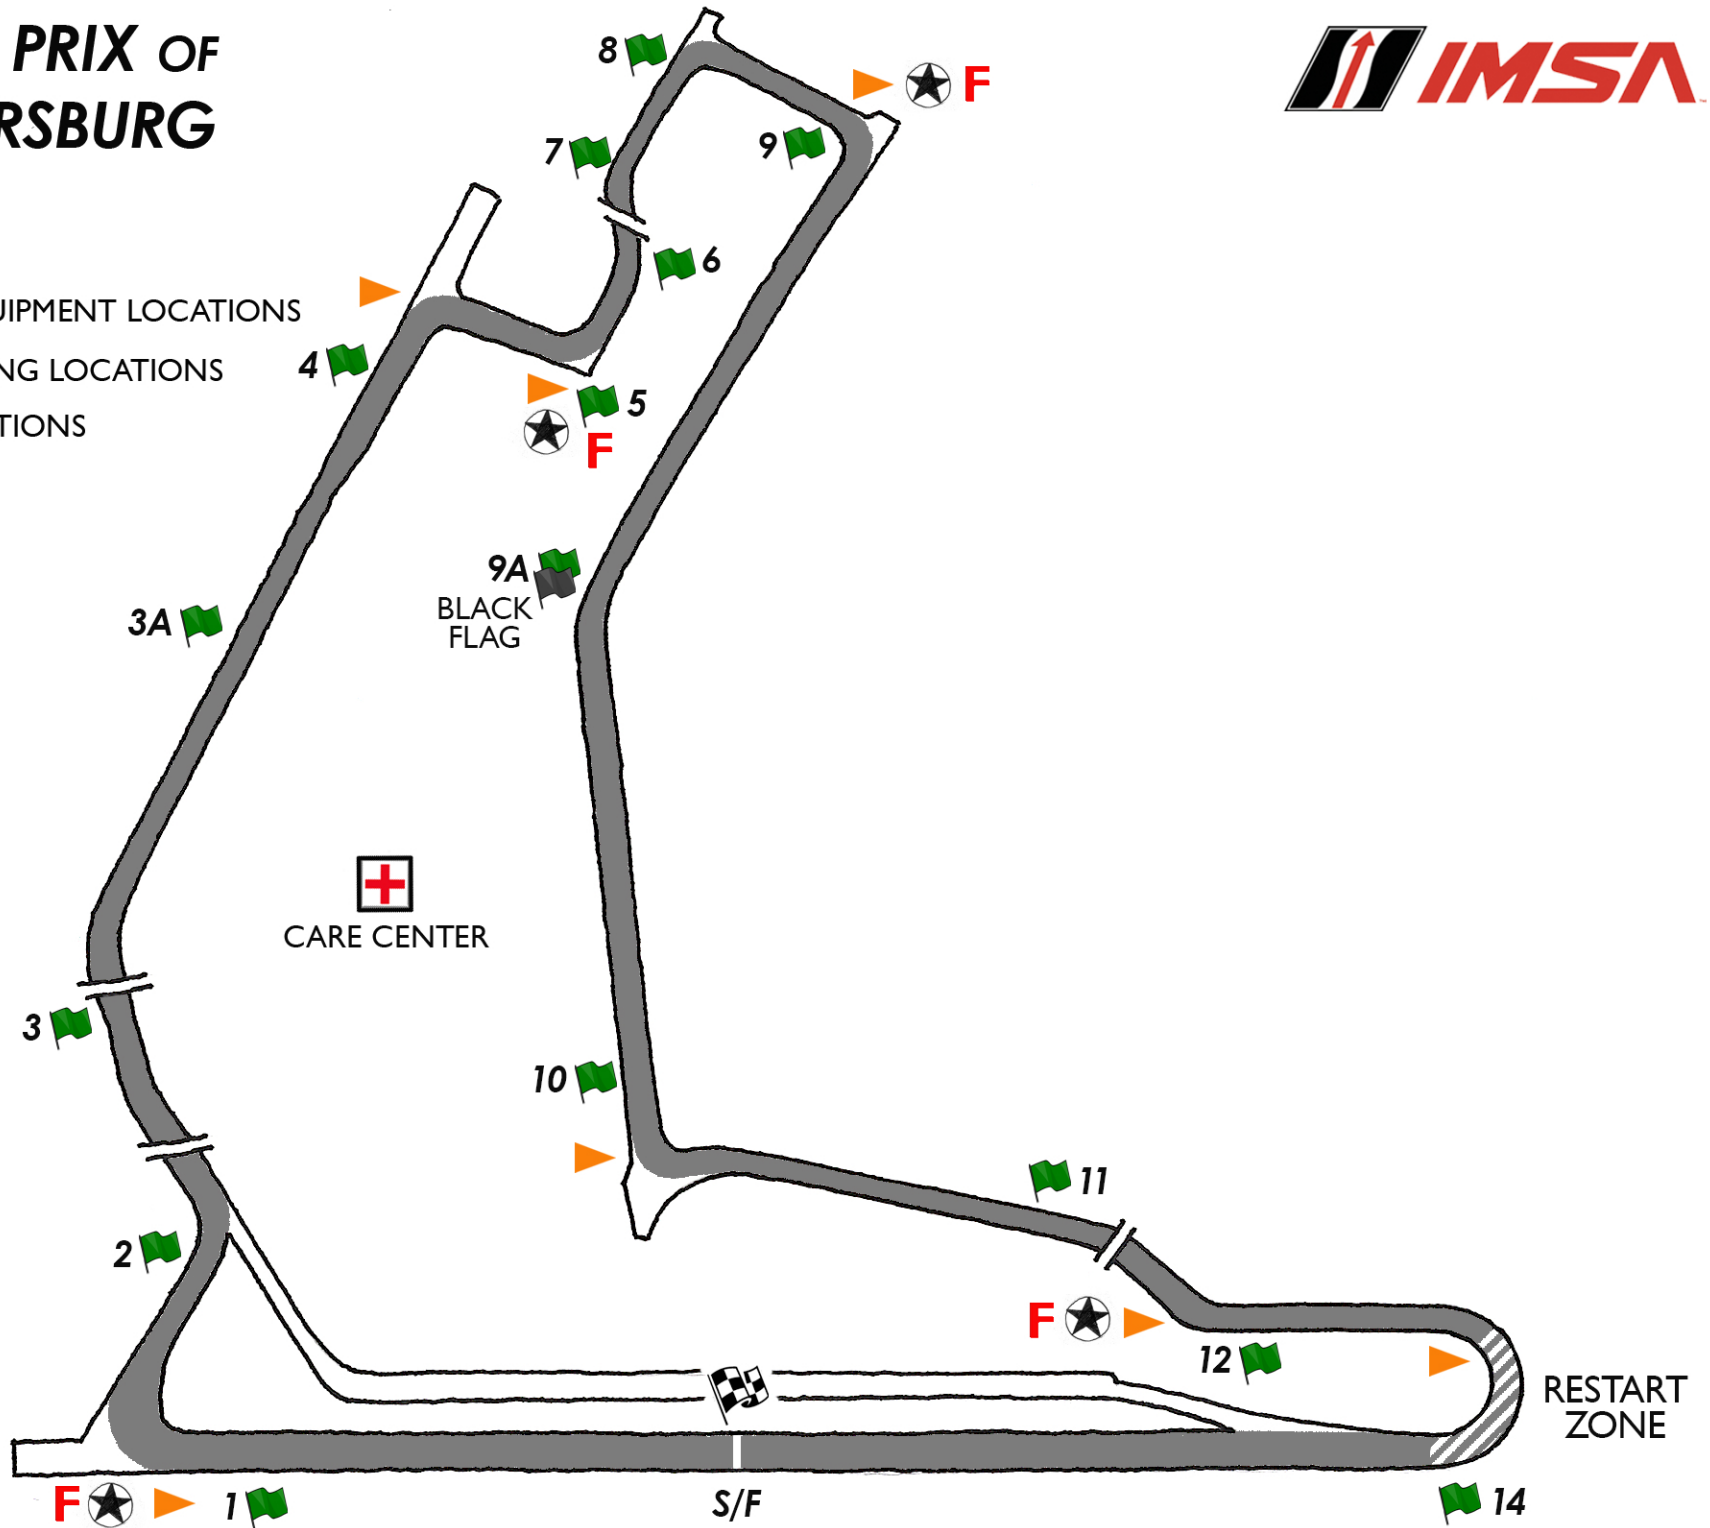 PRIX OF
RSBURG
IMSA
8
F
7
9
6
UIPMENT LOCATIONS
4
NG LOCATIONS
5
TIONS
F
9A
BLACK
FLAG
3A
CARE CENTER
3
10
11
2
F
12
RESTART
ZONE
F
1
S/F
14